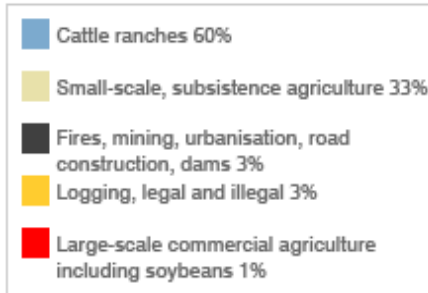 Cattle ranches 60%
Small-scale, subsistence agriculture 33%
Fires, mining, urbanisation, road
construction, dams 3%
Logging, legal and illegal 3%
Large-scale commercial agriculture
including soybeans 1%